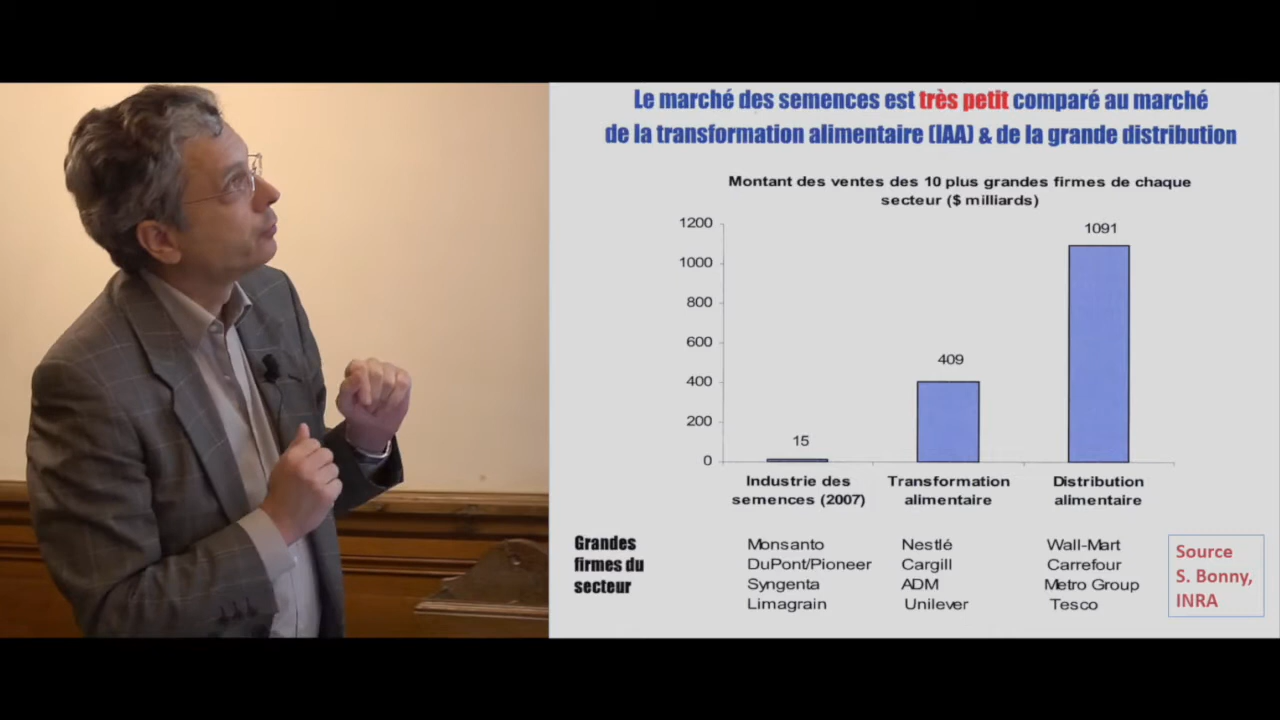 Le marché des semences est très petit comparé au marché
de la transformation alimentaire (IAA) & de la grande distribution
Montant des ventes des 10 plus grandes firmes de chaque
secteur ($ milliards)
1200
1000
800
600
400
200
0
15
409
1091
Industrie des
semences (2007)
Transformation
alimentaire
Distribution
alimentaire
Grandes
firmes du
secteur
Monsanto
DuPont/Pioneer
Syngenta
Limagrain
Nestlé
Cargill
ADM
Unilever
Wall-Mart
Carrefour
Metro Group
Tesco
Source
S. Bonny,
INRA